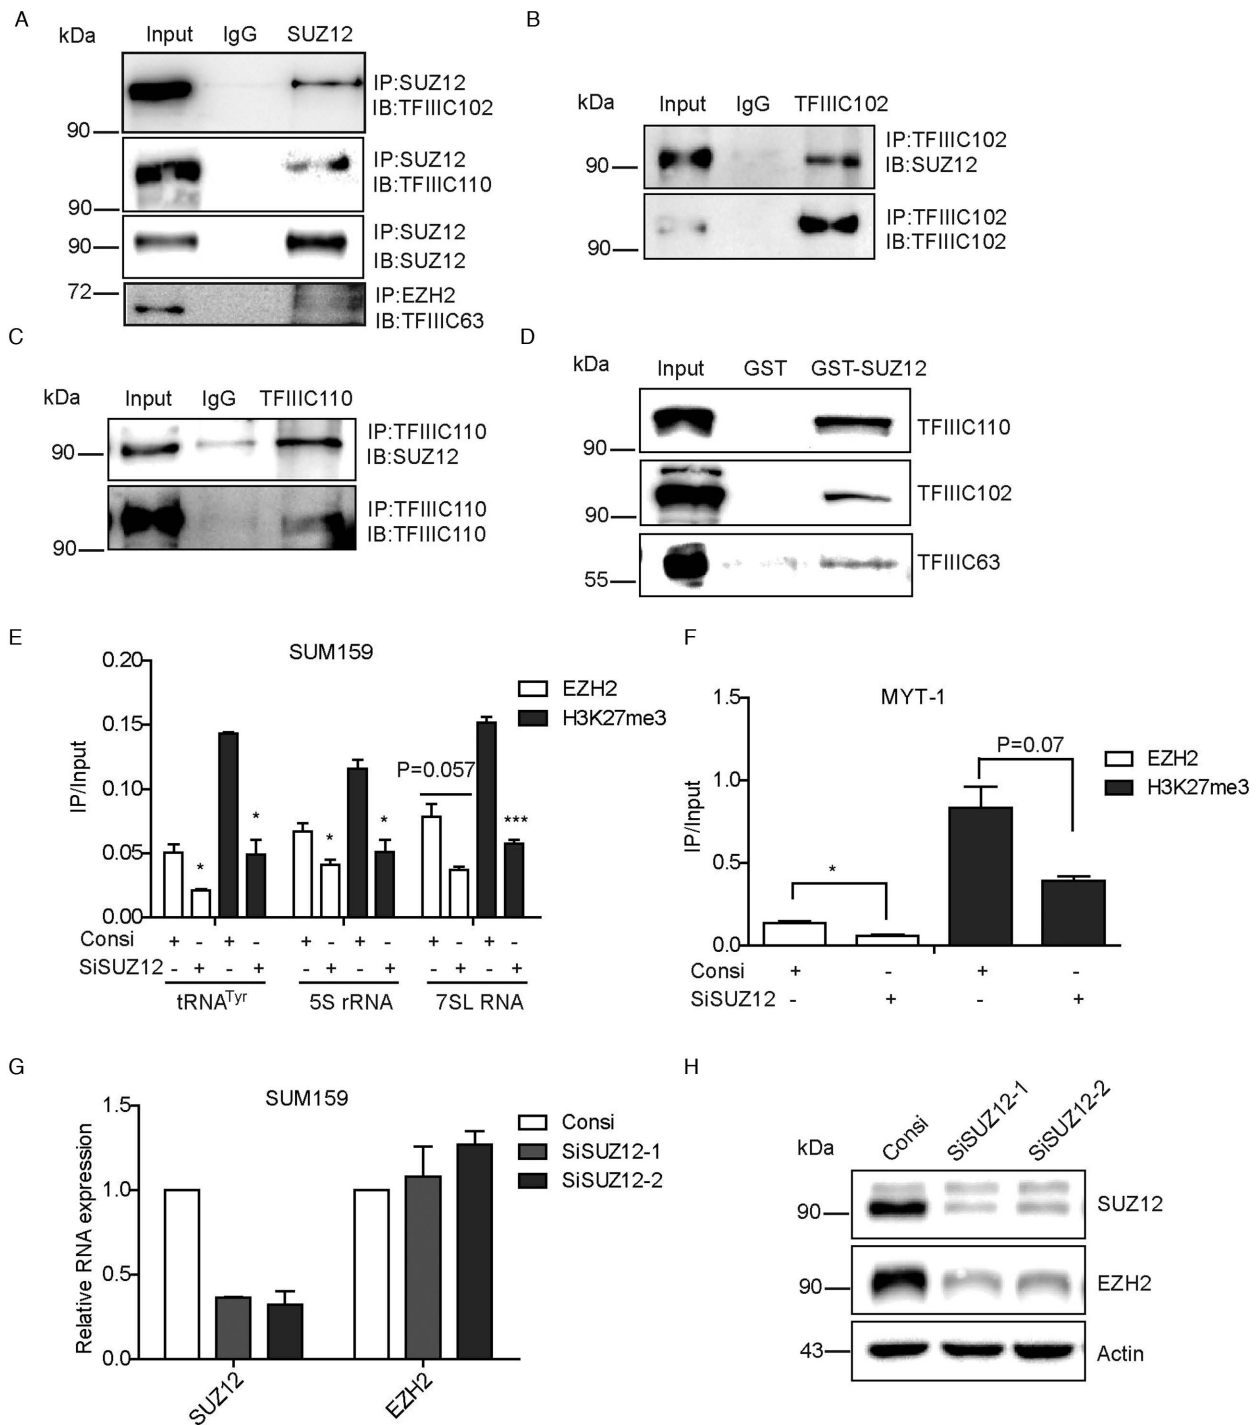 A
kDa
Input IgG SUZ12
IP:SUZ12
IB:TFIIIC102
90
IP:SUZ12
IB:TFIIIC110
90
IP:SUZ12
90
IB:SUZ12
72
IP:EZH2
IB:TFIIIC63
B
kDa
Input IgG TFIIIC102
IP:TFIIIC102
IB:SUZ12
90
IP:TFIIIC102
IB:TFIIIC102
90
C
kDa
Input IgG TFIIIC110
IP:TFIIIC110
IB:SUZ12
90
IP:TFIIIC110
IB:TFIIIC110
90
D
kDa
Input GST GST-SUZ12
TFIIIC110
90
TFIIIC102
90
TFIIIC63
55
E
SUM159
IP/Input
0.20
0.15
0.10
0.05
0.00
EZH2
H3K27me3
P=0.057
* * * * ***
Consi + - + - + - + - + - + -
SiSUZ12 - + - + - + - + - + - +
tRNATyr 5S rRNA 7SL RNA
F
MYT-1
IP/Input
1.5
1.0
0.5
0.0
EZH2
H3K27me3
P=0.07
*
Consi + - + -
SiSUZ12 - + - +
G
SUM159
Relative RNA expression
1.5
1.0
0.5
0.0
Consi
SiSUZ12-1
SiSUZ12-2
SUZ12
EZH2
H
kDa
Consi
SiSUZ12-1
SiSUZ12-2
90
SUZ12
90
EZH2
43
Actin